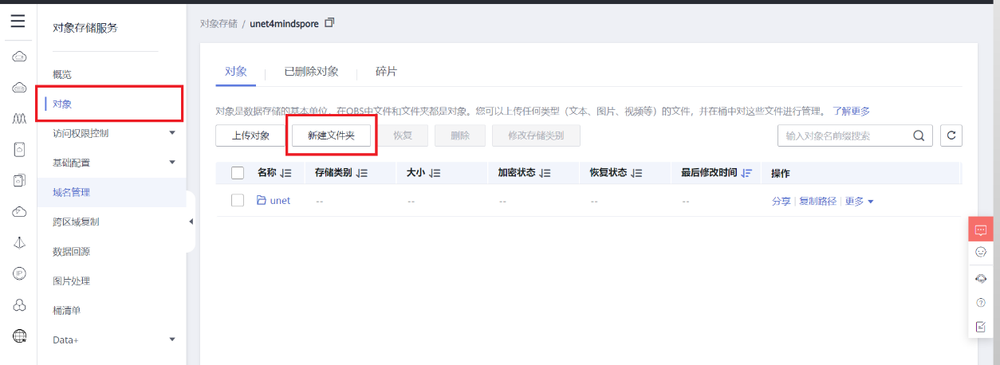 对象存储服务
概览
对象
访问权限控制
基础配置
域名管理
跨区域复制
数据回源
图片处理
桶清单
Data+
对象存储 / unet4mindspore
对象 已删除对象 碎片
对象是数据存储的基本单位，在OBS中文件和文件夹都是对象。您可以上传任何类型（文本、图片、视频等）的文件，并在桶中对这些文件进行管理。 了解更多
上传对象 新建文件夹 恢复 删除 修改存储类别 输入对象名前缀搜索
名称 存储类别 大小 加密状态 恢复状态 最后修改时间 操作
unet -- -- -- -- -- 分享 复制路径 更多
IP